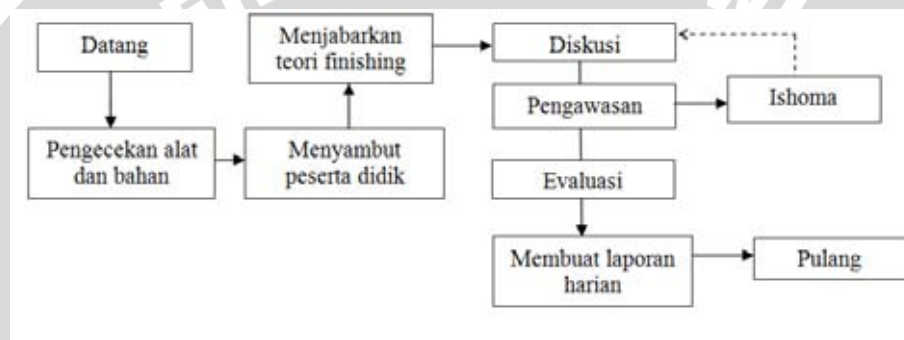 Datang
Pengecekan alat
dan bahan
Menyambut
peserta didik
Menjabarkan
teori finishing
Diskusi
Pengawasan
Ishoma
Evaluasi
Membuat laporan
harian
Pulang